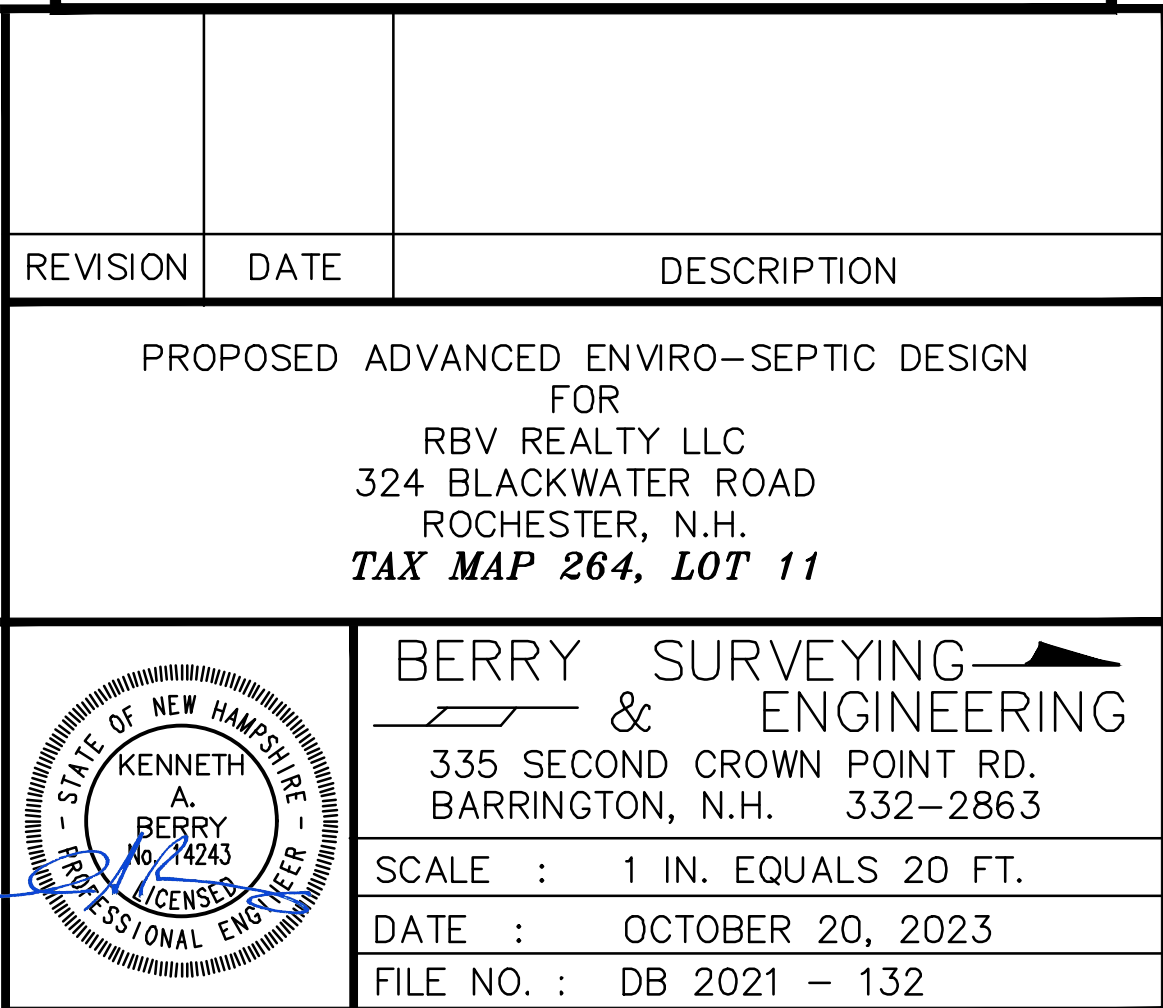 REVISION DATE DESCRIPTION
PROPOSED ADVANCED ENVIRO-SEPTIC DESIGN
FOR
RBV REALTY LLC
324 BLACKWATER ROAD
ROCHESTER, N.H.
TAX MAP 264, LOT 11
STATE OF NEW HAMPSHIRE
KENNETH
A.
BERRY
No. 14243
LICENSED
PROFESSIONAL ENGINEER
BERRY SURVEYING
& ENGINEERING
335 SECOND CROWN POINT RD.
BARRINGTON, N.H. 332-2863
SCALE : 1 IN. EQUALS 20 FT.
DATE : OCTOBER 20, 2023
FILE NO. : DB 2021 - 132